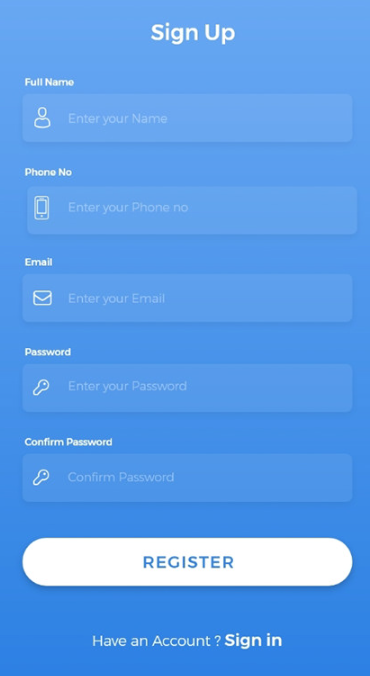 Sign Up
Full Name
Enter your Name
Phone No
Enter your Phone no
Email
Enter your Email
Password
Enter your Password
Confirm Password
Confirm Password
REGISTER
Have an Account ? Sign in